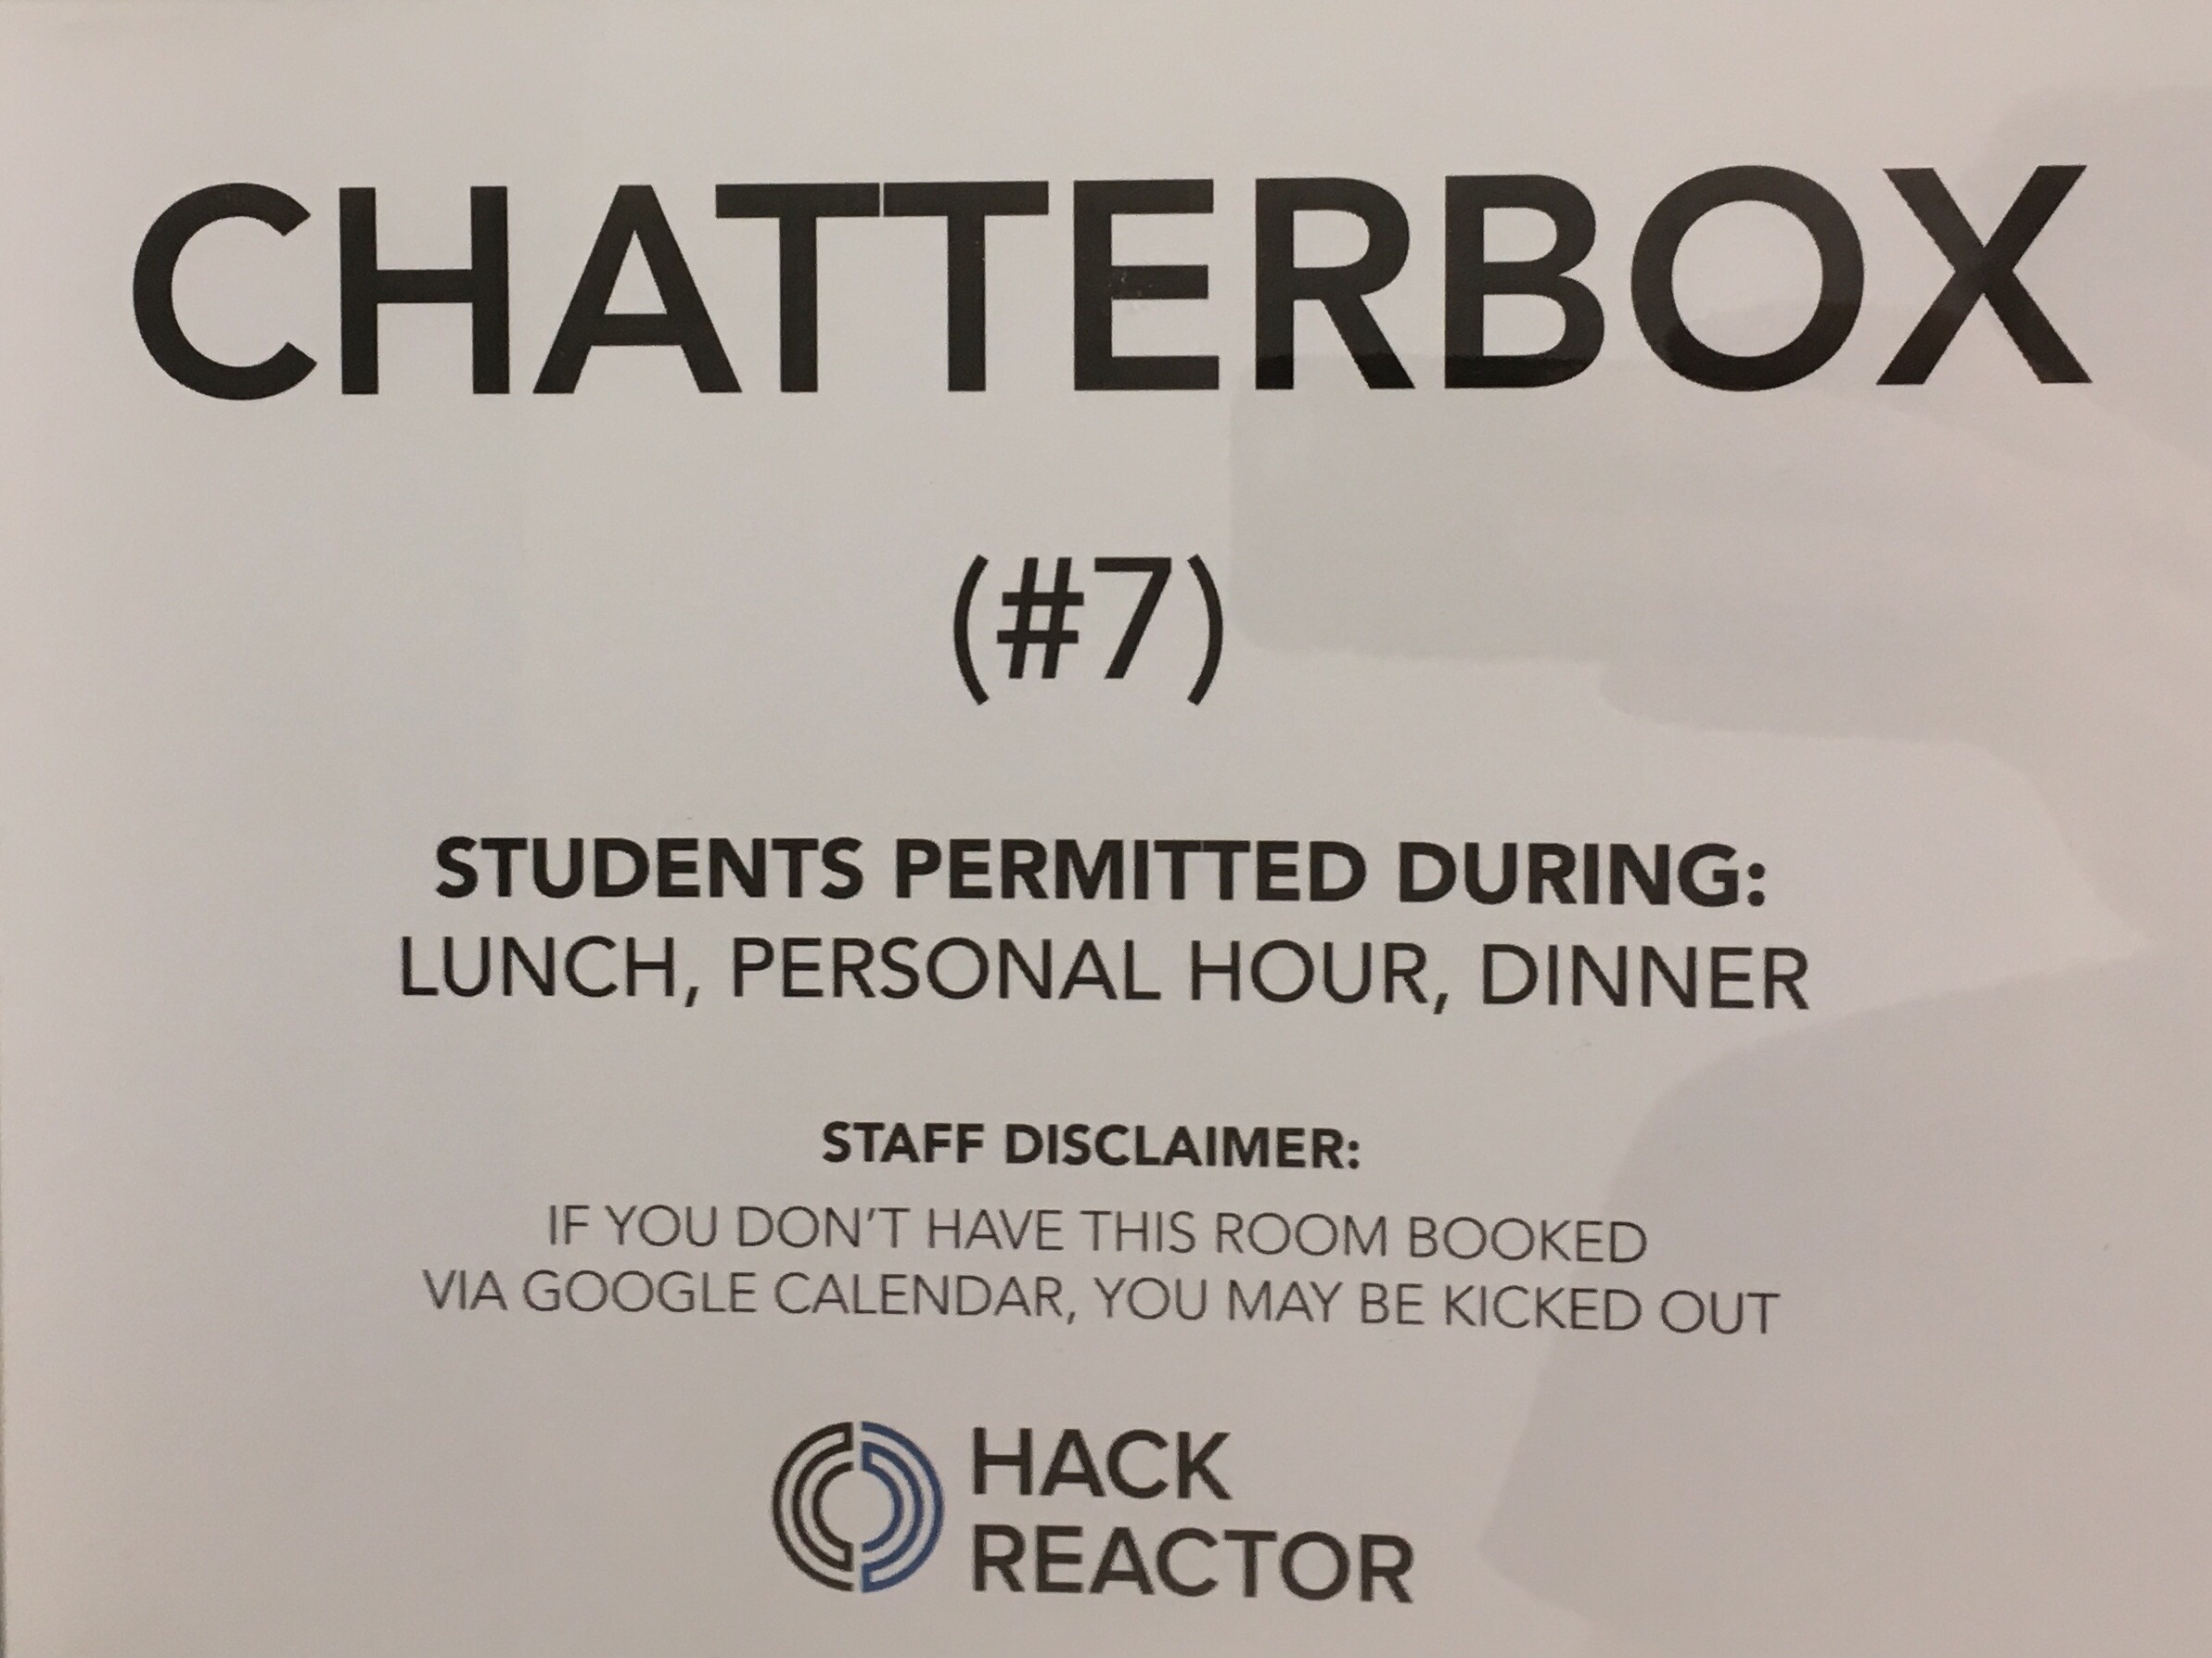 CHATTERBOX
(#7)
STUDENTS PERMITTED DURING:
LUNCH, PERSONAL HOUR, DINNER
STAFF DISCLAIMER:
IF YOU DON'T HAVE THIS ROOM BOOKED
VIA GOOGLE CALENDAR, YOU MAY BE KICKED OUT
HACK
REACTOR